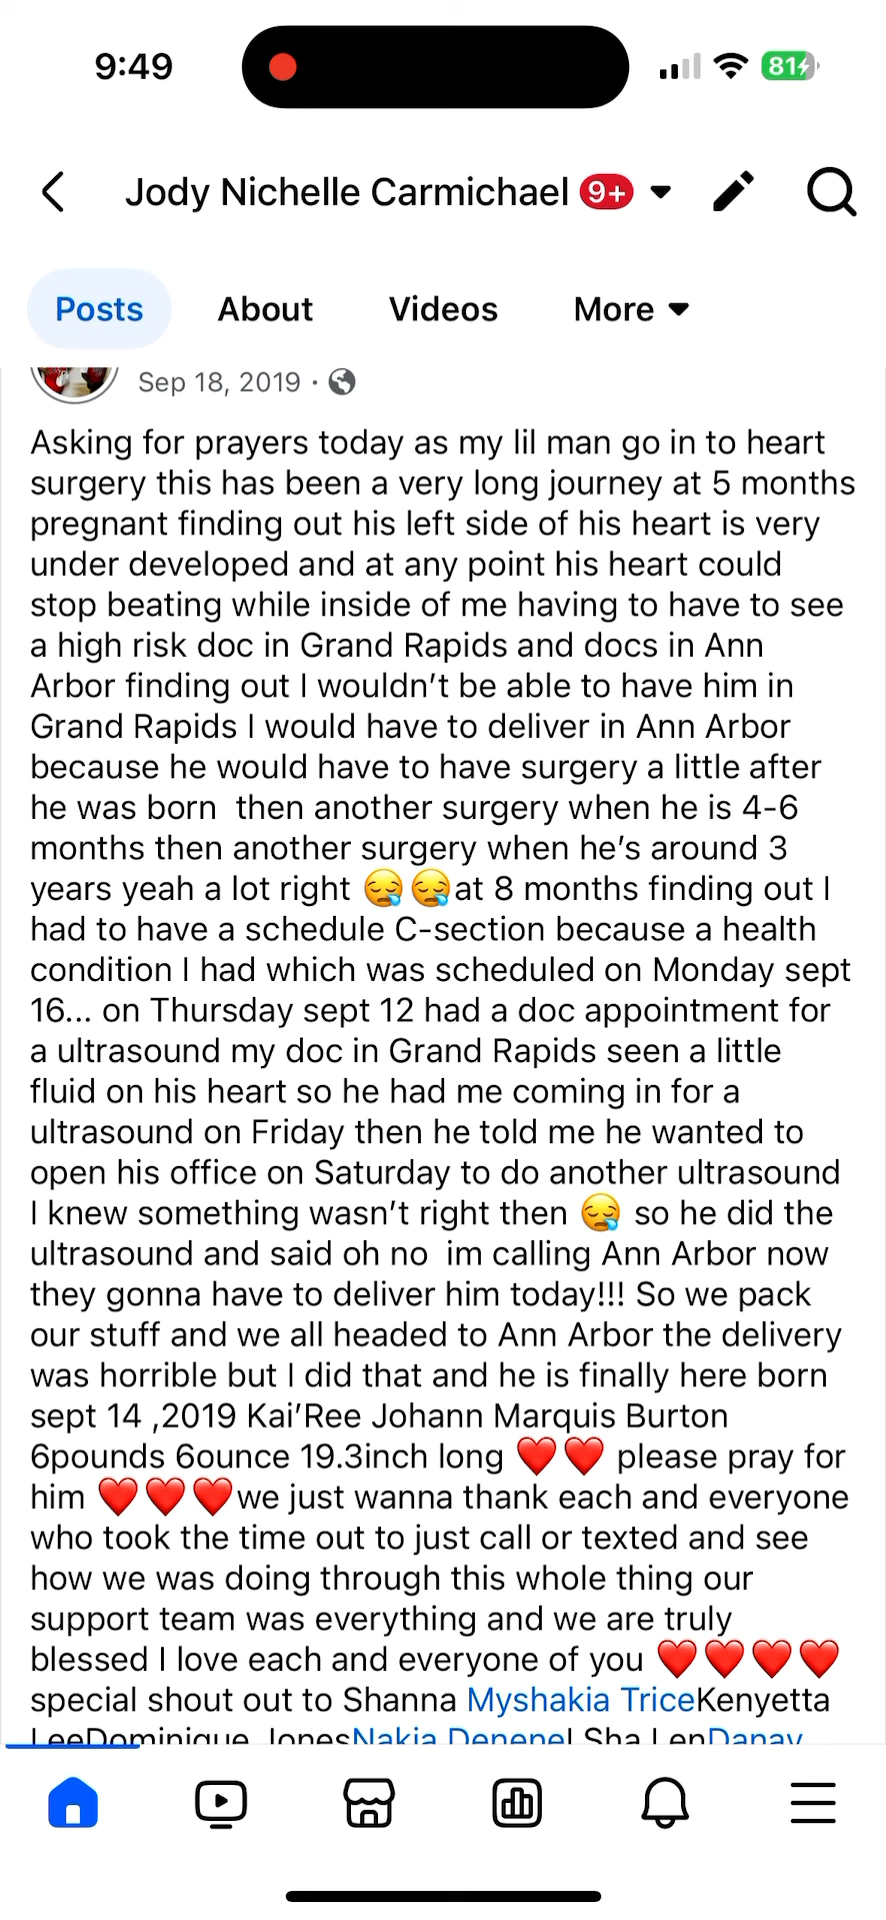 9:49
81
Jody Nichelle Carmichael 9+
Posts About Videos More
Sep 18, 2019 ·
Asking for prayers today as my lil man go in to heart
surgery this has been a very long journey at 5 months
pregnant finding out his left side of his heart is very
under developed and at any point his heart could
stop beating while inside of me having to have to see
a high risk doc in Grand Rapids and docs in Ann
Arbor finding out I wouldn't be able to have him in
Grand Rapids I would have to deliver in Ann Arbor
because he would have to have surgery a little after
he was born  then another surgery when he is 4-6
months then another surgery when he's around 3
years yeah a lot right 😪😪at 8 months finding out I
had to have a schedule C-section because a health
condition I had which was scheduled on Monday sept
16... on Thursday sept 12 had a doc appointment for
a ultrasound my doc in Grand Rapids seen a little
fluid on his heart so he had me coming in for a
ultrasound on Friday then he told me he wanted to
open his office on Saturday to do another ultrasound
I knew something wasn't right then 😪 so he did the
ultrasound and said oh no  im calling Ann Arbor now
they gonna have to deliver him today!!! So we pack
our stuff and we all headed to Ann Arbor the delivery
was horrible but I did that and he is finally here born
sept 14 ,2019 Kai'Ree Johann Marquis Burton
6pounds 6ounce 19.3inch long ❤️❤️ please pray for
him ❤️❤️❤️we just wanna thank each and everyone
who took the time out to just call or texted and see
how we was doing through this whole thing our
support team was everything and we are truly
blessed I love each and everyone of you ❤️❤️❤️❤️
special shout out to Shanna Myshakia TriceKenyetta
LeeDominique JonesNakia DeneneL Sha LenDanay